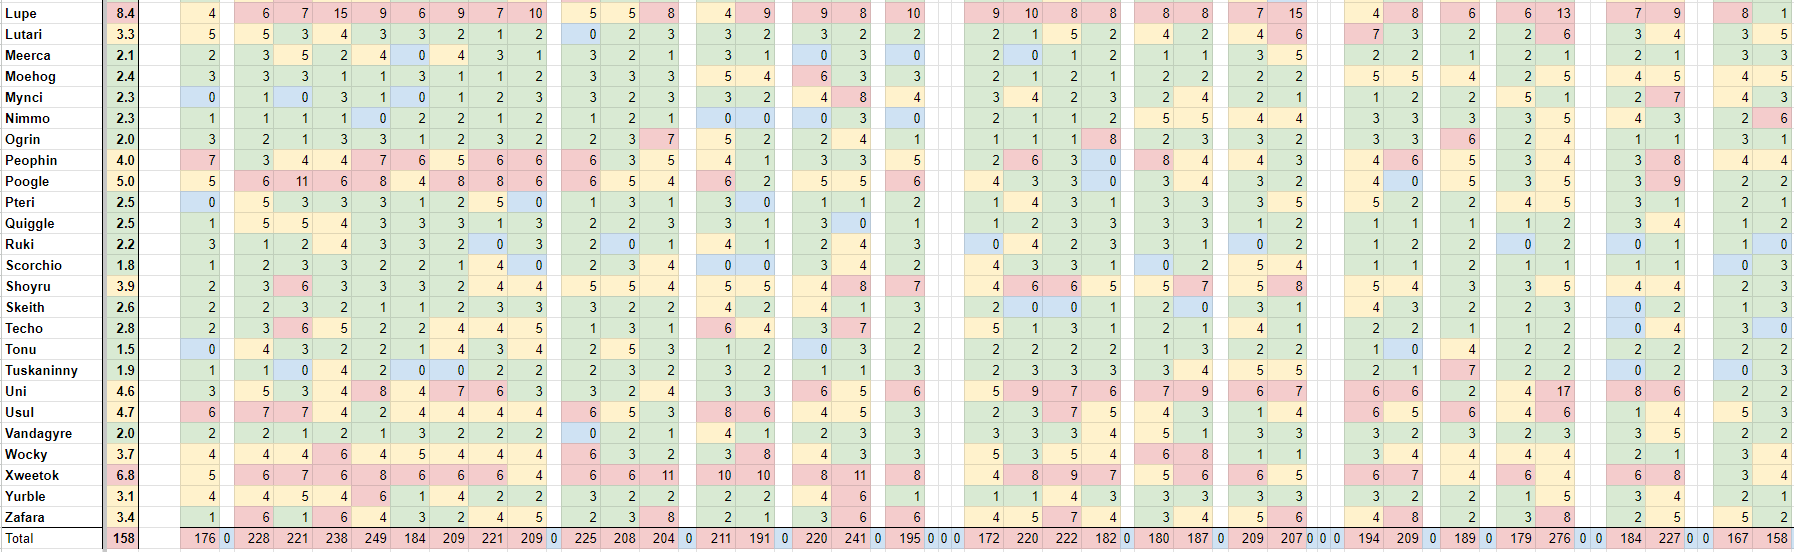 Lupe 8.4 4 6 7 15 9 6 9 7 10 5 5 8 4 9 9 8 10 9 10 8 8 8 8 7 15 4 8 6 6 13 7 9 8 1
Lutari 3.3 5 5 3 4 3 3 2 1 2 0 2 3 3 2 3 2 2 2 1 5 2 4 2 4 6 7 3 2 2 6 3 4 3 5
Meerca 2.1 2 3 5 2 4 0 4 3 1 3 2 1 3 1 0 3 0 2 0 1 2 1 1 3 5 2 2 1 2 1 2 1 3 3
Moehog 2.4 3 3 3 1 1 3 1 1 2 3 3 3 5 4 6 3 3 2 1 2 1 2 2 2 2 5 5 4 2 5 4 5 4 5
Mynci 2.3 0 1 0 3 1 0 1 2 3 3 2 3 3 2 4 8 4 3 4 2 3 2 4 2 1 1 2 2 5 1 2 7 4 3
Nimmo 2.3 1 1 1 1 0 2 2 1 2 1 2 1 0 0 0 3 0 2 1 1 2 5 5 4 4 3 3 3 3 5 4 3 2 6
Ogrin 2.0 3 2 1 3 3 1 2 3 2 2 3 7 5 2 2 4 1 1 1 1 8 2 3 3 2 3 3 6 2 4 1 1 3 1
Peophin 4.0 7 3 4 4 7 6 5 6 6 6 3 5 4 1 3 3 5 2 6 3 0 8 4 4 3 4 6 5 3 4 3 8 4 4
Poogle 5.0 5 6 11 6 8 4 8 8 6 6 5 4 6 2 5 5 6 4 3 3 0 3 4 3 2 4 0 5 3 5 3 9 2 2
Pteri 2.5 0 5 3 3 3 1 2 5 0 1 3 1 3 0 1 1 2 1 4 3 1 3 3 3 5 5 2 2 4 5 3 1 2 1
Quiggle 2.5 1 5 5 4 3 3 3 1 3 2 2 3 3 1 3 0 1 1 2 3 3 3 3 1 2 1 1 1 1 2 3 4 1 2
Ruki 2.2 3 1 2 4 3 3 2 0 3 2 0 1 4 1 2 4 3 0 4 2 3 3 1 0 2 1 2 2 0 2 0 1 1 0
Scorchio 1.8 1 2 3 3 2 2 1 4 0 2 3 4 0 0 3 4 2 4 3 3 1 0 2 5 4 1 1 2 1 1 1 1 0 3
Shoyru 3.9 2 3 6 3 3 3 2 4 4 5 5 4 5 5 4 8 7 4 6 6 5 5 7 5 8 5 4 3 3 5 4 4 2 3
Skeith 2.6 2 2 3 2 1 1 2 3 3 3 2 2 4 2 4 1 3 2 0 0 1 2 0 3 1 4 3 2 2 3 0 2 1 3
Techo 2.8 2 3 6 5 2 2 4 4 5 1 3 1 6 4 3 7 2 5 1 3 1 2 1 4 1 2 2 1 1 2 0 4 3 0
Tonu 1.5 0 4 3 2 2 1 4 3 4 2 5 3 1 2 0 3 2 2 2 2 2 1 3 2 2 1 0 4 2 2 2 2 2 2
Tuskaninny 1.9 1 1 0 4 2 0 0 2 2 2 3 2 3 2 1 1 3 2 3 3 3 3 4 5 5 2 1 7 2 2 0 2 0 3
Uni 4.6 3 5 3 4 8 4 7 6 3 3 2 4 3 3 6 5 6 5 9 7 6 7 9 6 7 6 6 2 4 17 8 6 2 2
Usul 4.7 6 7 7 4 2 4 4 4 4 6 5 3 8 6 4 5 3 2 3 7 5 4 3 1 4 6 5 6 4 6 1 4 5 3
Vandagyre 2.0 2 2 1 2 1 3 2 2 2 0 2 1 4 1 2 3 3 3 3 3 4 5 1 3 3 3 2 3 2 3 3 5 2 2
Wocky 3.7 4 4 4 6 4 5 4 4 4 6 3 2 3 8 4 3 3 5 3 5 4 6 8 1 1 3 4 4 4 4 2 1 3 4
Xweetok 6.8 5 6 7 6 8 6 6 6 4 6 6 11 10 10 8 11 8 4 8 9 7 5 6 6 5 6 7 4 6 4 6 8 3 4
Yurble 3.1 4 4 5 4 6 1 4 2 2 3 2 2 2 2 4 6 1 1 1 4 3 3 3 3 3 3 2 2 1 5 3 4 2 1
Zafara 3.4 1 6 1 6 4 3 2 4 5 2 3 8 2 1 3 6 6 4 5 7 4 3 4 5 6 4 8 2 3 8 2 5 5 2
Total 158 176 0 228 221 238 249 184 209 221 209 0 225 208 204 0 211 191 0 220 241 0 195 0 0 0 172 220 222 182 0 180 187 0 209 207 0 0 0 194 209 0 189 0 179 276 0 184 227 0 0 167 158